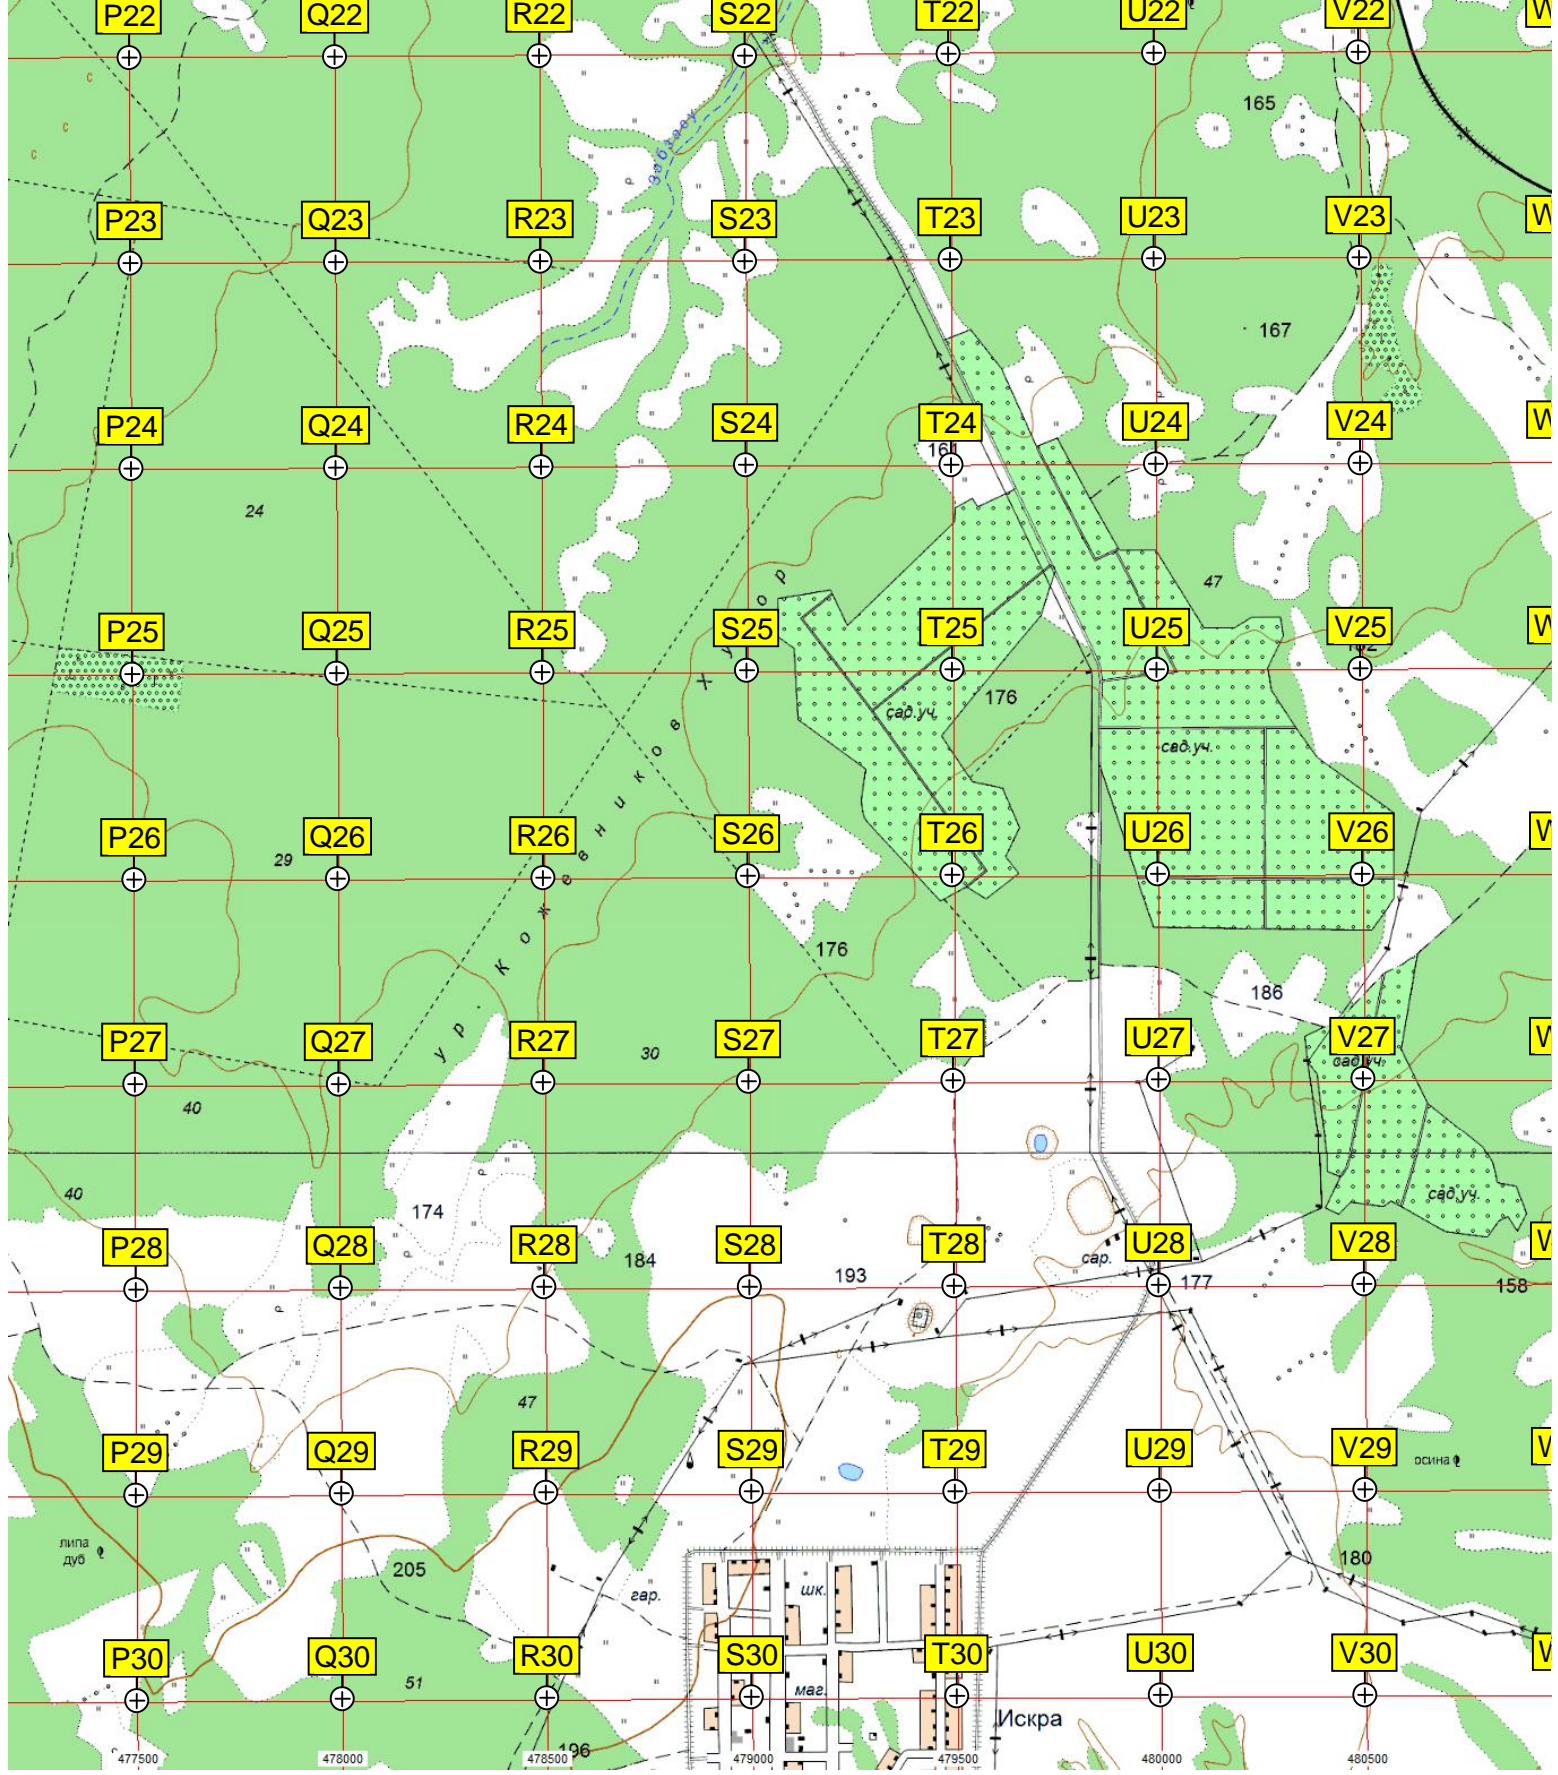 P22 Q22 R22 S22 T22 U22 V22 W
с
165
с
с
P23 Q23 R23 S23 T23 U23 V23 W
167
P24 Q24 R24 S24 T24 U24 V24 W
24
47
P25 Q25 R25 S25 T25 U25 V25 W
176
сад.уч.
сад.уч.
P26 Q26 R26 S26 T26 U26 V26 W
29
ур. Кожевников Хутор
176
186
P27 Q27 R27 S27 T27 U27 V27 W
30
сад.уч.
40
40
174
сад.уч.
P28 Q28 R28 S28 T28 U28 V28 W
184
193
сар.
177
158
с
47
P29 Q29 R29 S29 T29 U29 V29 W
осина
липа
дуб
205
180
гар.
шк.
P30 Q30 R30 S30 T30 U30 V30 W
51
маг.
Искра
196
477500 478000 478500 479000 479500 480000 480500